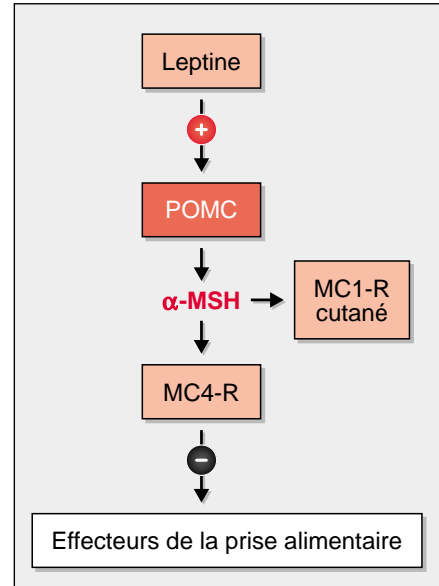 Leptine
+
POMC
α-MSH
MC1-R
cutané
MC4-R
−
Effecteurs de la prise alimentaire